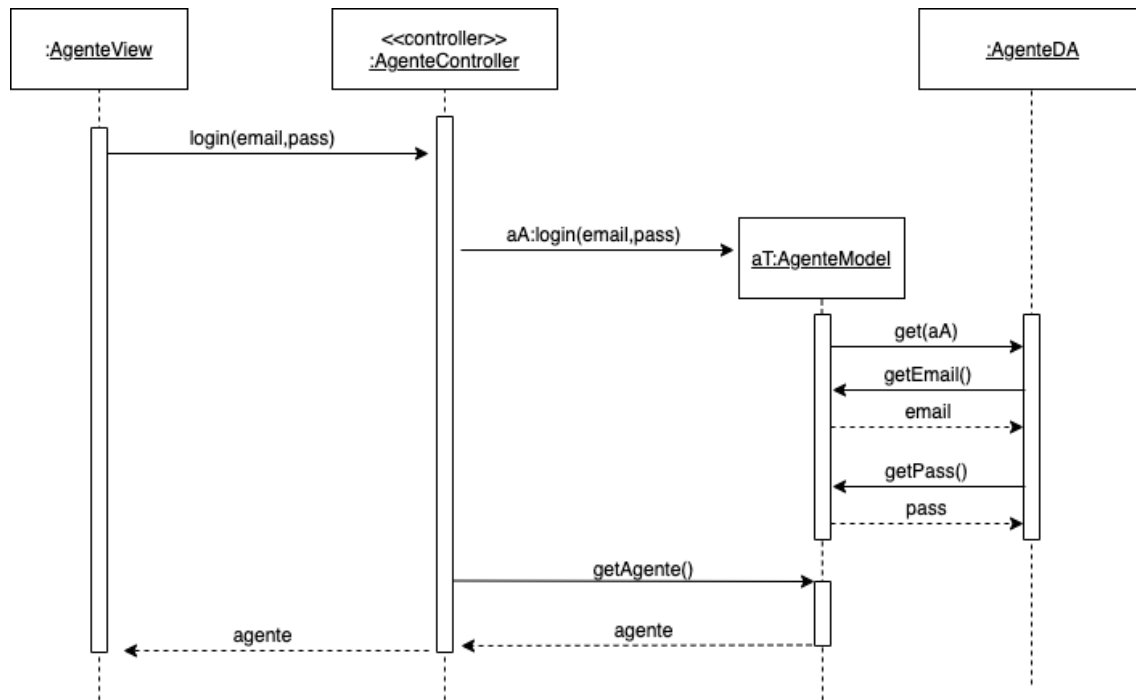 :AgenteView
<<controller>>
:AgenteController
:AgenteDA
login(email,pass)
aA:login(email,pass)
aT:AgenteModel
get(aA)
getEmail()
email
getPass()
pass
getAgente()
agente
agente